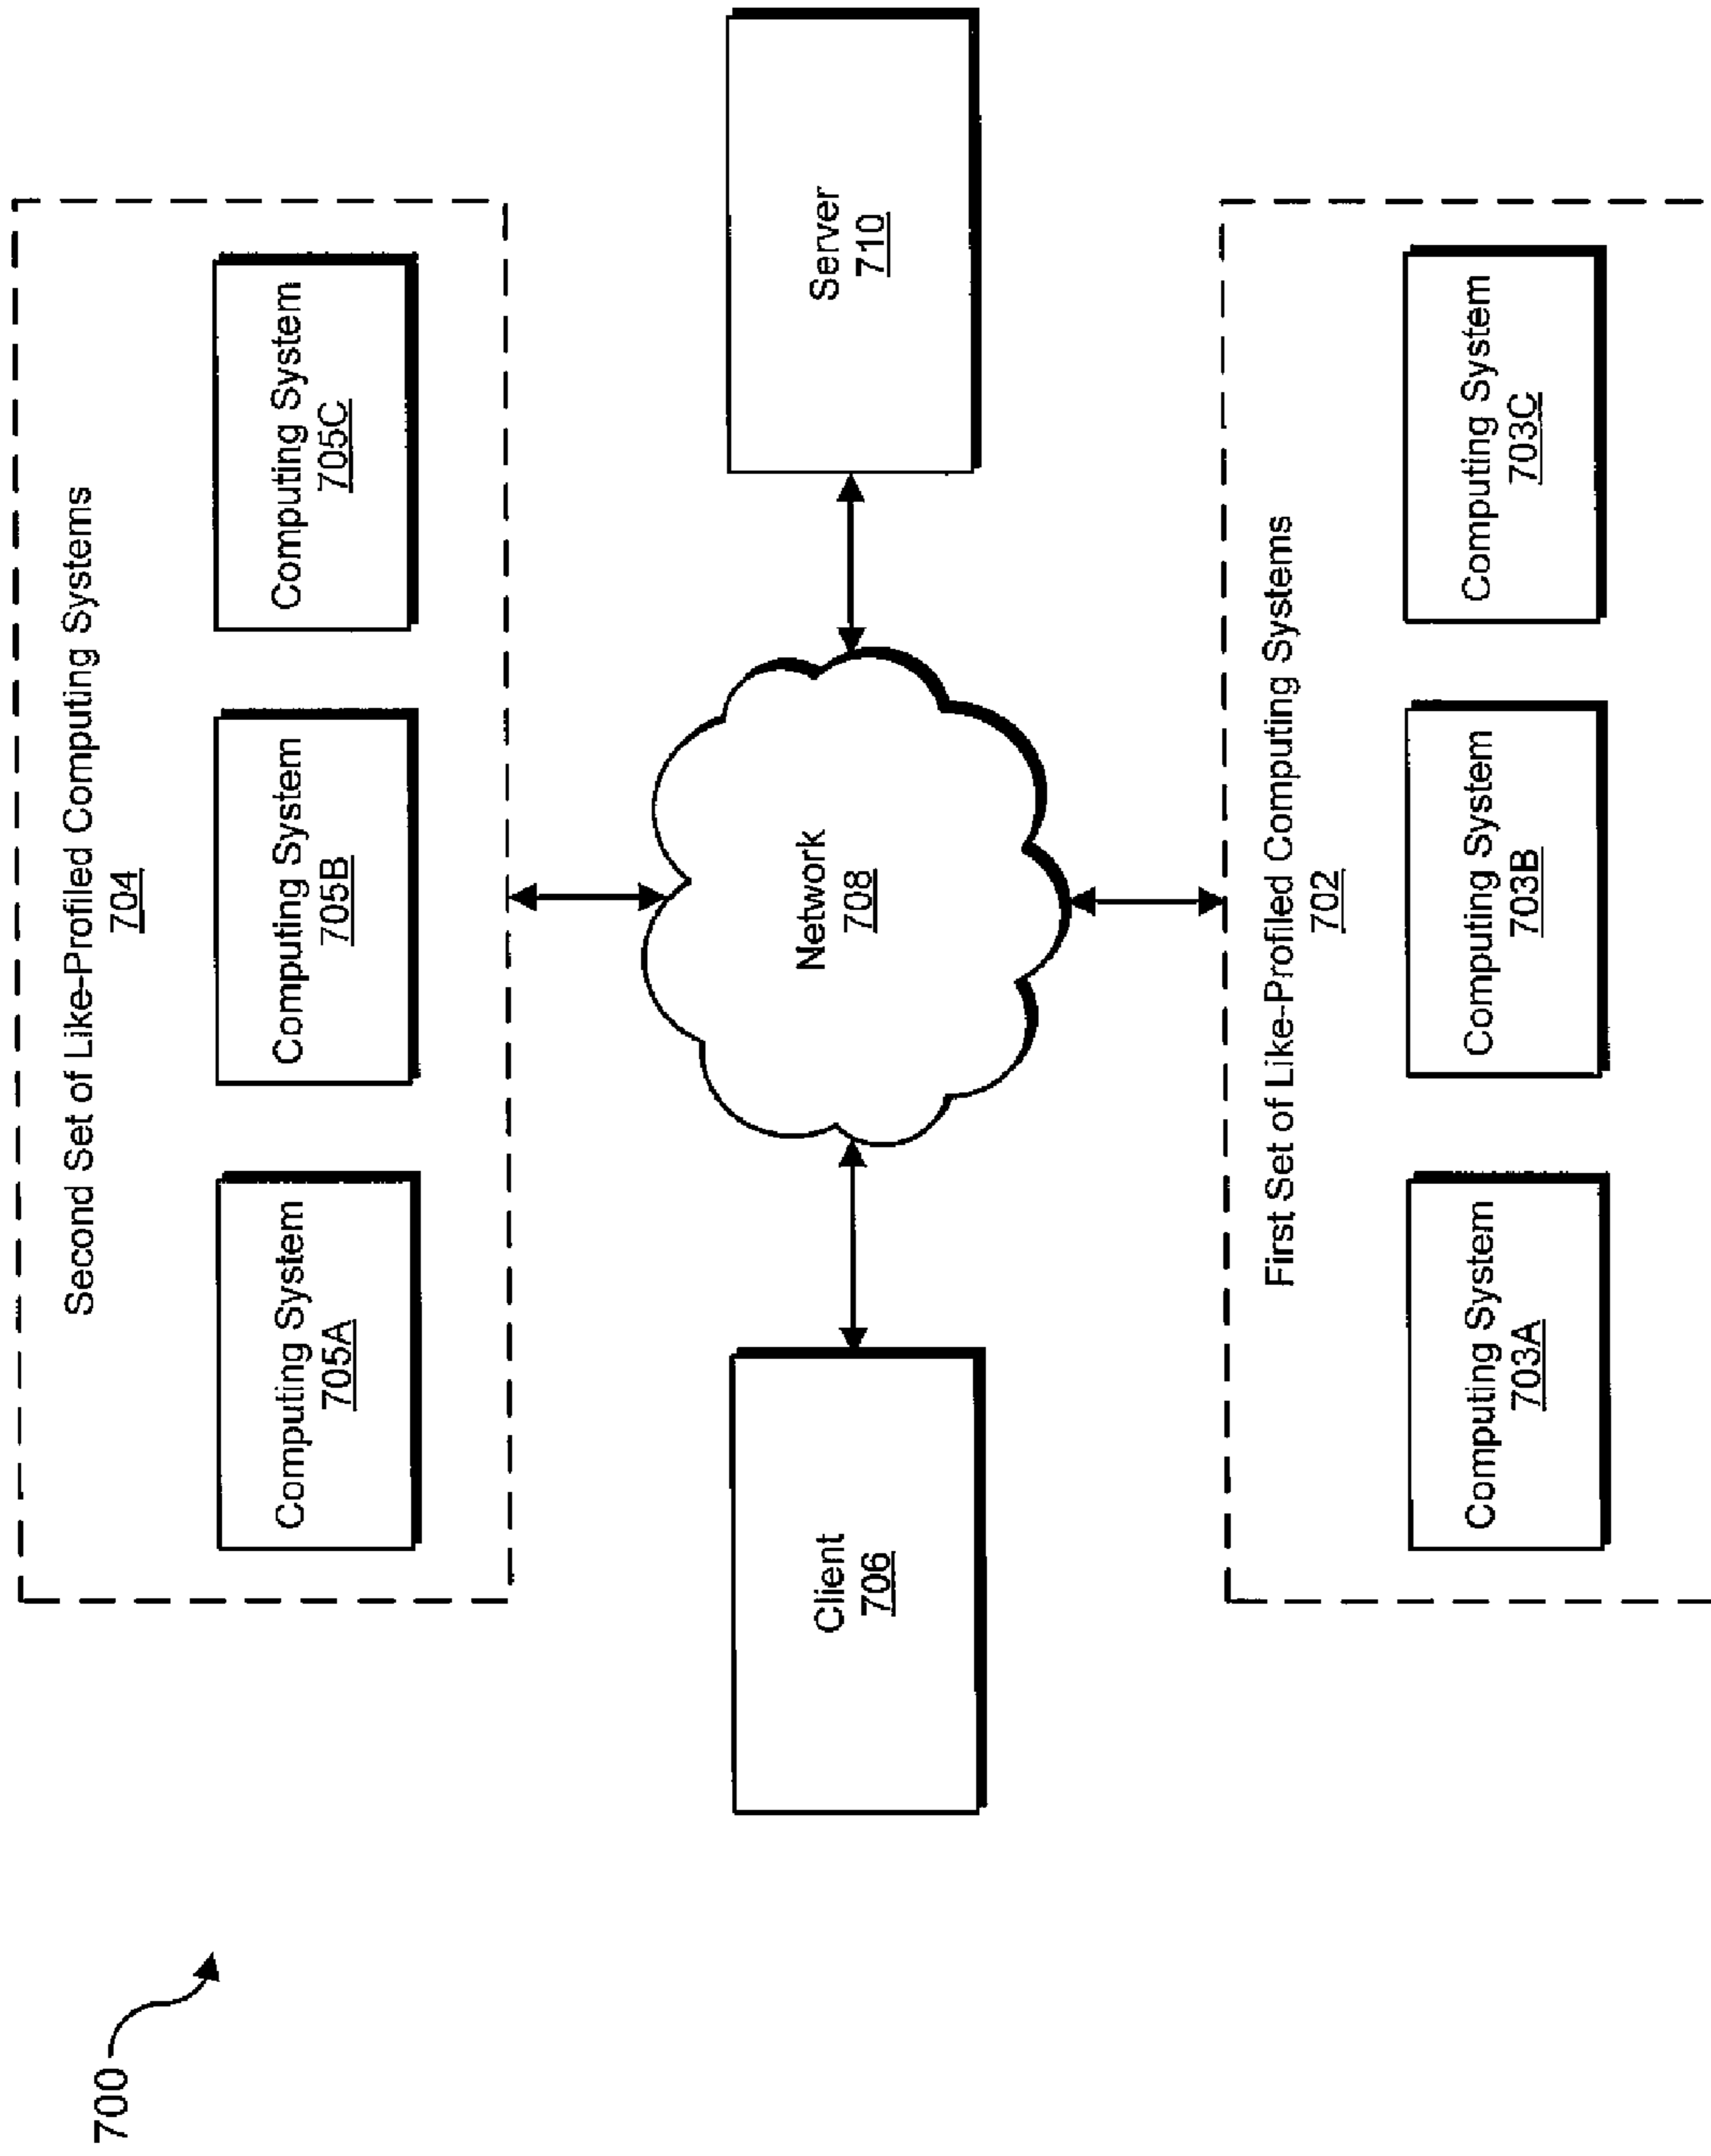 700
Second Set of Like-Profiled Computing Systems
704
Computing System
705A
Computing System
705B
Computing System
705C
Client
706
Network
708
Server
710
First Set of Like-Profiled Computing Systems
702
Computing System
703A
Computing System
703B
Computing System
703C